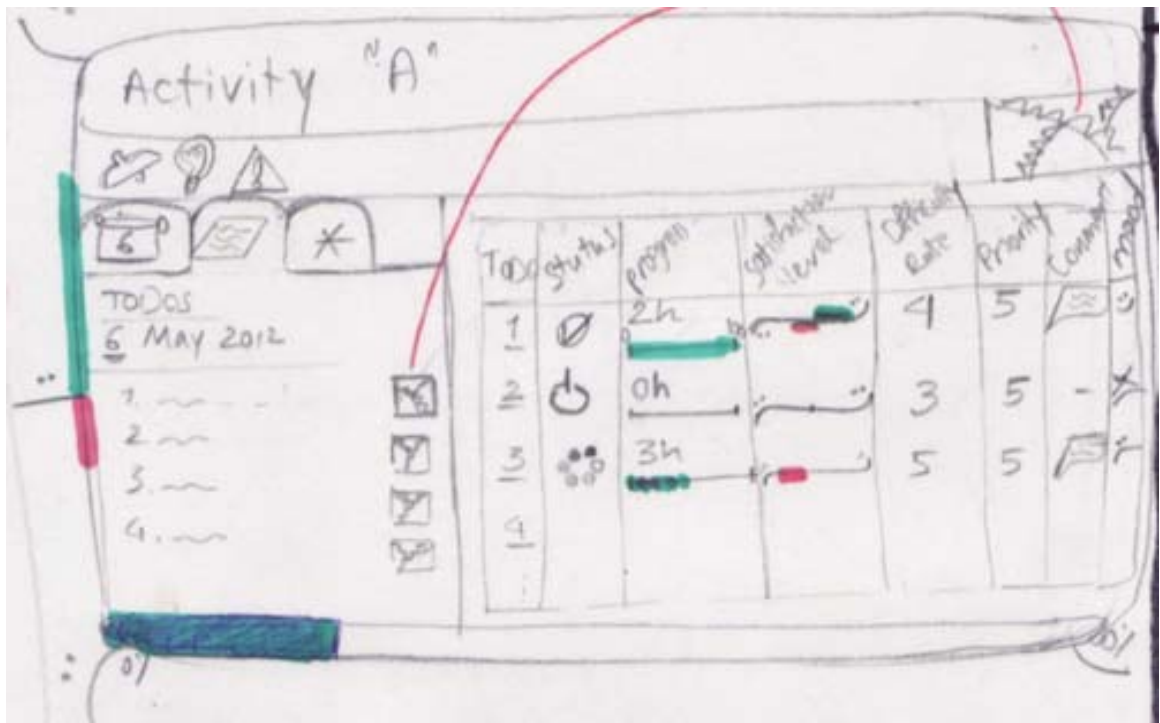 Activity "A"
6
TODOS
6 May 2012
1.
2.
3.
4.
TODO status progress satisfaction level Difficulty Rate Priority Comment mood
1 2h 4 5
2 0h 3 5 -
3 3h 5 5
4
0%